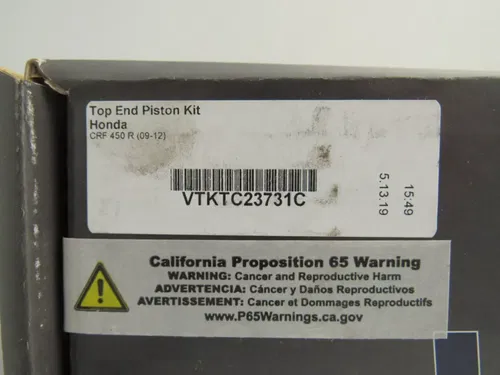 Top End Piston Kit
Honda
CRF 450 R (09-12)
VTKTC23731C
15:49
5.13.19
California Proposition 65 Warning
WARNING: Cancer and Reproductive Harm
ADVERTENCIA: Cáncer y Daños Reproductivos
AVERTISSEMENT: Cancer et Dommages Reproductifs
www.P65Warnings.ca.gov